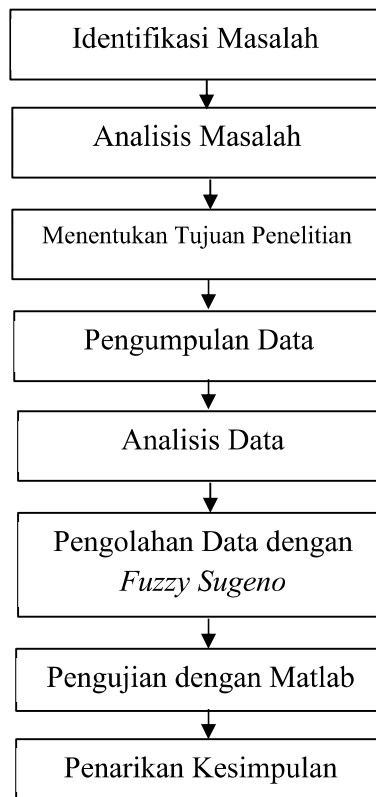 Identifikasi Masalah
Analisis Masalah
Menentukan Tujuan Penelitian
Pengumpulan Data
Analisis Data
Pengolahan Data dengan
Fuzzy Sugeno
Pengujian dengan Matlab
Penarikan Kesimpulan